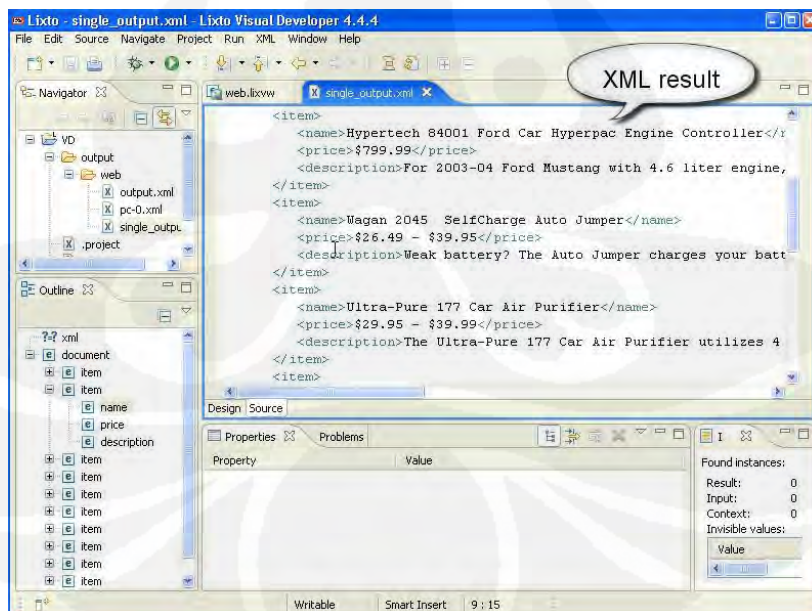 Lixto - single_output.xml - Lixto Visual Developer 4.4.4
File Edit Source Navigate Project Run XML Window Help
XML result
Navigator
web.lixvw
single_output.xml
VD
output
web
output.xml
pc-0.xml
single_outpu
.project
<item>
<name>Hypertech 84001 Ford Car Hyperpac Engine Controller</
<price>$799.99</price>
<description>For 2003-04 Ford Mustang with 4.6 liter engine,
</item>
<item>
<name>Wagan 2045  SelfCharge Auto Jumper</name>
<price>$26.49 - $39.95</price>
<description>Weak battery? The Auto Jumper charges your batt
</item>
<item>
<name>Ultra-Pure 177 Car Air Purifier</name>
<price>$29.95 - $39.99</price>
<description>The Ultra-Pure 177 Car Air Purifier utilizes 4
</item>
<item>
Design Source
Outline
?=? xml
e document
e item
e item
e name
e price
e description
e item
e item
e item
e item
e item
e item
e item
e item
Properties Problems
Property Value
I
Found instances:
Result: 0
Input: 0
Context: 0
Invisible values:
Value
Writable Smart Insert 9 : 15